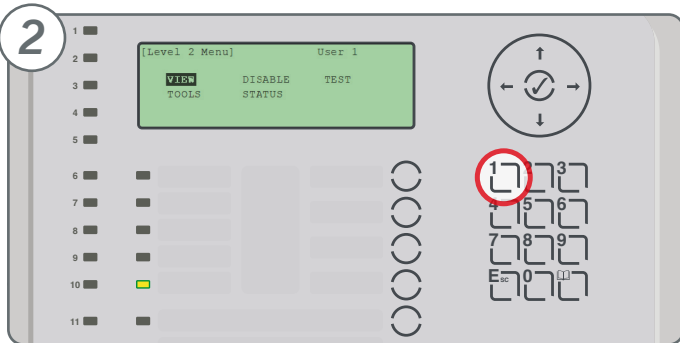 2
1
2
3
4
5
6
7
8
9
10
11
[Level 2 Menu] User 1
VIEW DISABLE TEST
TOOLS STATUS
1 2 3
4 5 6
7 8 9
Esc 0